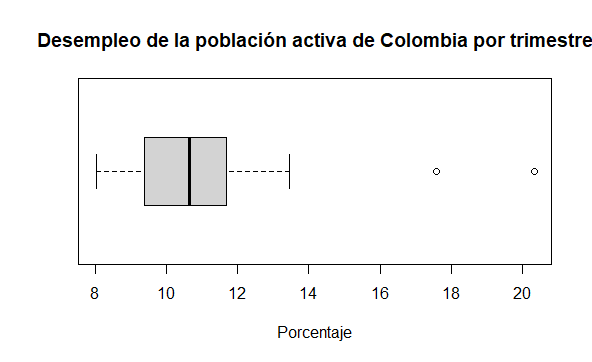 Desempleo de la población activa de Colombia por trimestre
8 10 12 14 16 18 20
Porcentaje